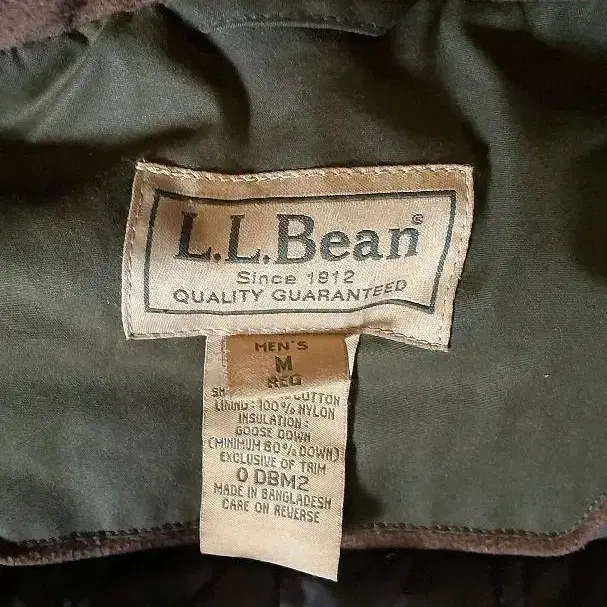 L.L.Bean®
Since 1912
QUALITY GUARANTEED
MEN'S
M
REG
COTTON
LINING: 100% NYLON
INSULATION:
GOOSE DOWN
(MINIMUM 80% DOWN)
EXCLUSIVE OF TRIM
0 DBM2
MADE IN BANGLADESH
CARE ON REVERSE